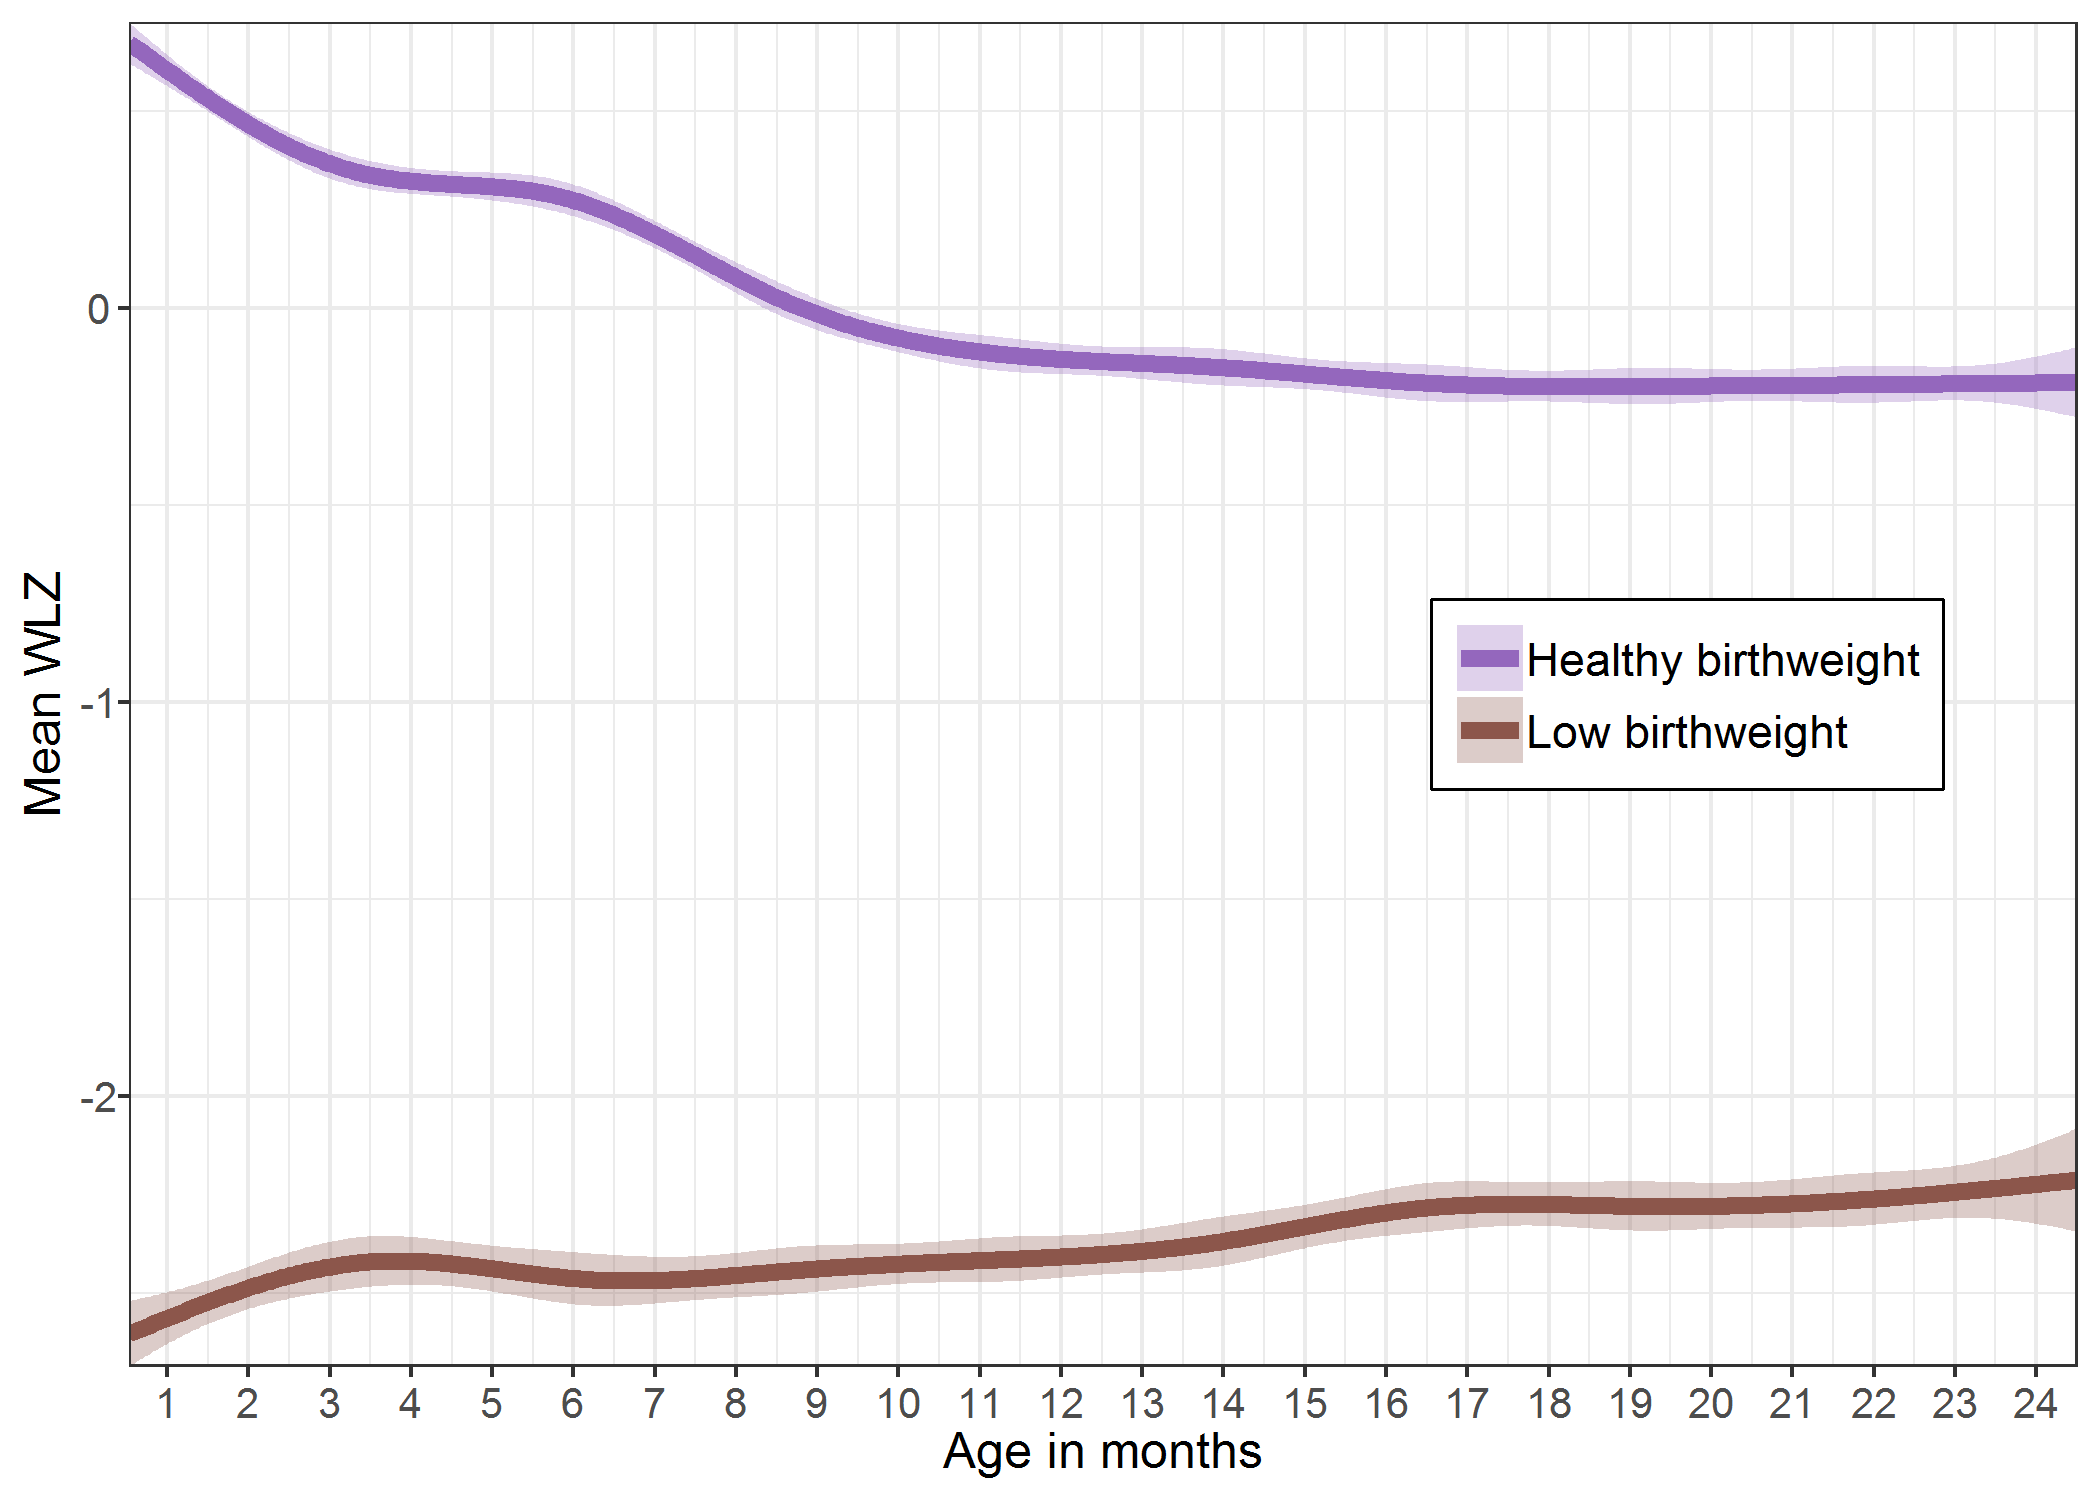 Mean WLZ
0
-1
-2
Healthy birthweight
Low birthweight
1 2 3 4 5 6 7 8 9 10 11 12 13 14 15 16 17 18 19 20 21 22 23 24
Age in months